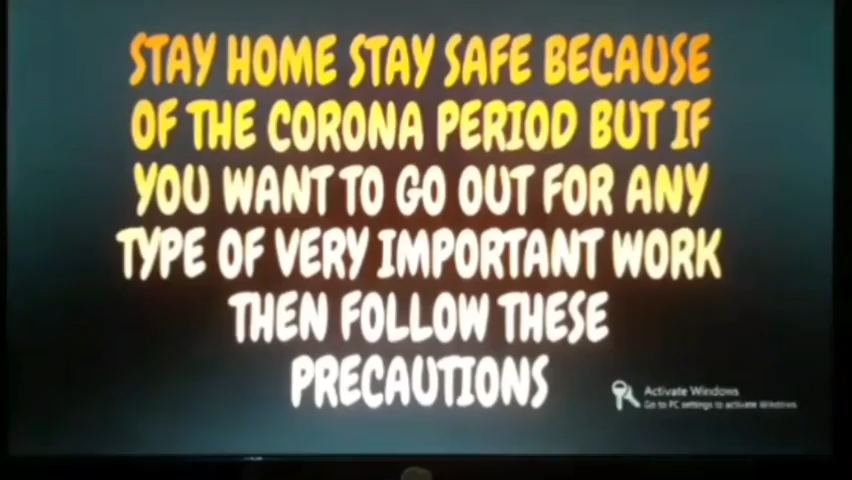 STAY HOME STAY SAFE BECAUSE
OF THE CORONA PERIOD BUT IF
YOU WANT TO GO OUT FOR ANY
TYPE OF VERY IMPORTANT WORK
THEN FOLLOW THESE
PRECAUTIONS
Activate Windows
Go to PC settings to activate Windows